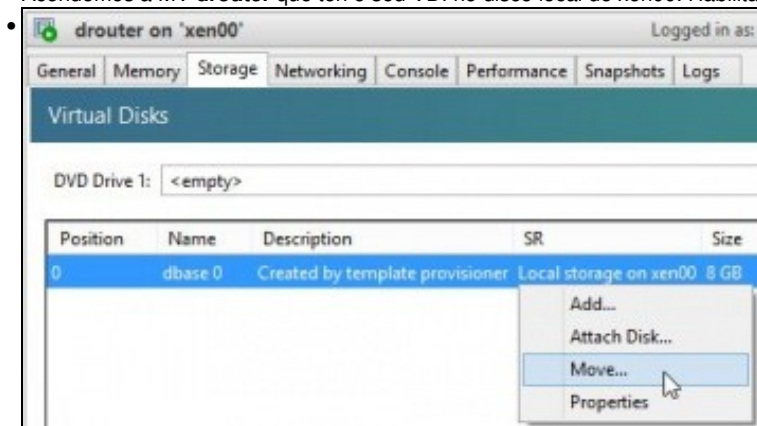 drouter on 'xen00'
Logged in as:
General Memory Storage Networking Console Performance Snapshots Logs
Virtual Disks
DVD Drive 1: <empty>
Position Name Description SR Size
0 dbase 0 Created by template provisioner Local storage on xen00 8 GB
Add...
Attach Disk...
Move...
Properties